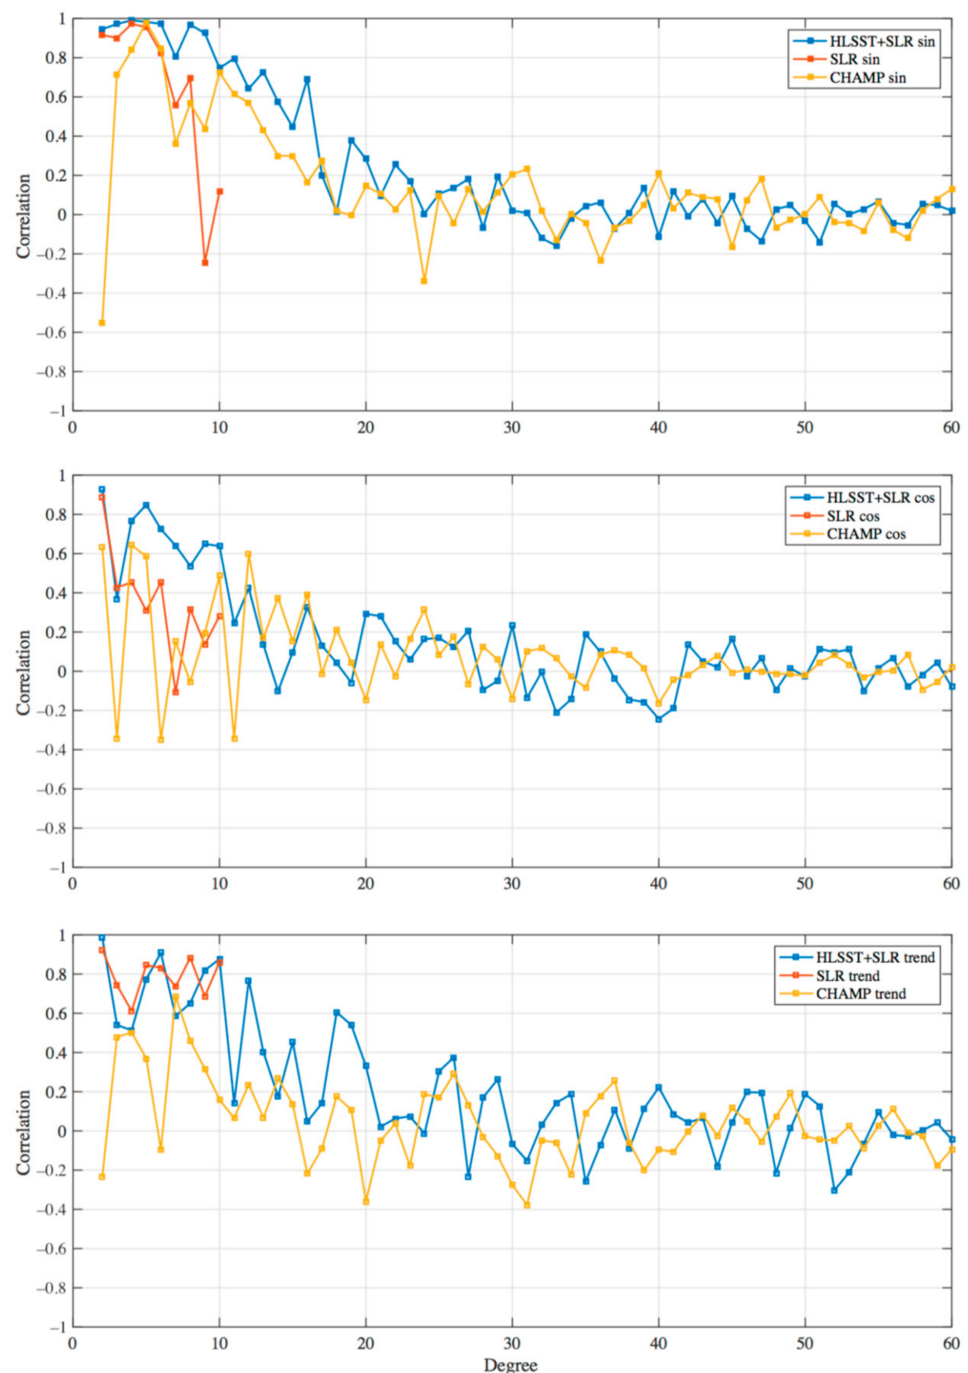 1
0.8
0.6
0.4
0.2
0
−0.2
−0.4
−0.6
−0.8
−1
Correlation
HLSST+SLR sin
SLR sin
CHAMP sin
0 10 20 30 40 50 60
1
0.8
0.6
0.4
0.2
0
−0.2
−0.4
−0.6
−0.8
−1
Correlation
HLSST+SLR cos
SLR cos
CHAMP cos
0 10 20 30 40 50 60
1
0.8
0.6
0.4
0.2
0
−0.2
−0.4
−0.6
−0.8
−1
Correlation
HLSST+SLR trend
SLR trend
CHAMP trend
0 10 20 30 40 50 60
Degree